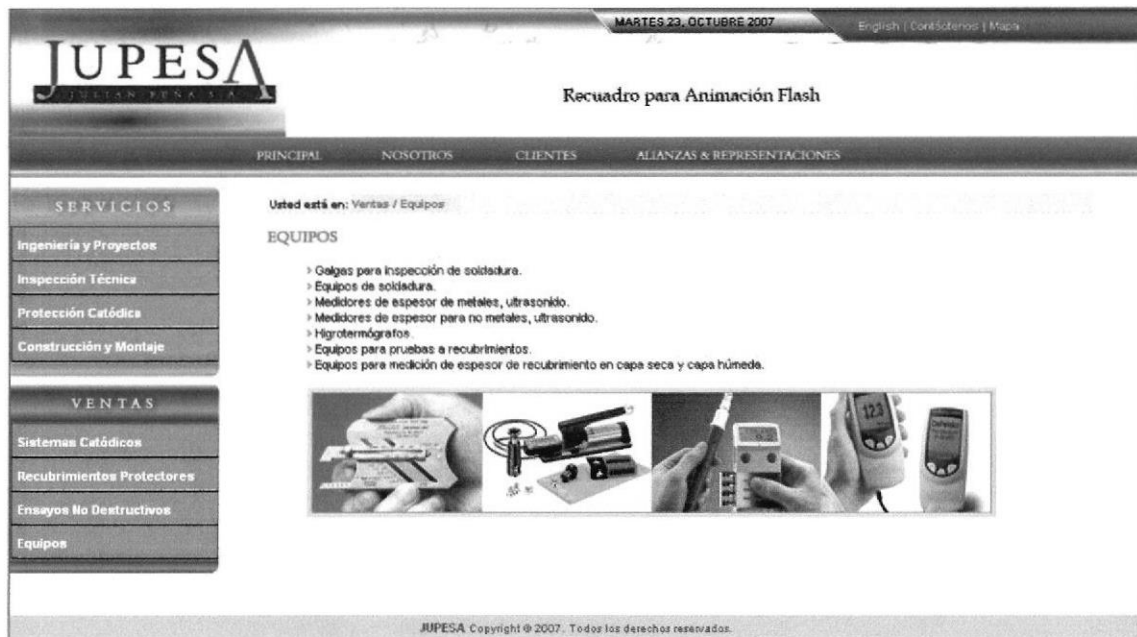 MARTES 23, OCTUBRE 2007
English | Contáctenos | Mapa
JUPESA
JULIAN PEÑA S.A.
Recuadro para Animación Flash
PRINCIPAL NOSOTROS CLIENTES ALIANZAS & REPRESENTACIONES
SERVICIOS
Ingeniería y Proyectos
Inspección Técnica
Protección Catódica
Construcción y Montaje
VENTAS
Sistemas Catódicos
Recubrimientos Protectores
Ensayos No Destructivos
Equipos
Usted está en: Ventas / Equipos
EQUIPOS
Galgas para inspección de soldadura.
Equipos de soldadura.
Medidores de espesor de metales, ultrasonido.
Medidores de espesor para no metales, ultrasonido.
Higrotermógrafos.
Equipos para pruebas a recubrimientos.
Equipos para medición de espesor de recubrimiento en capa seca y capa húmeda.
12.3
JUPESA Copyright © 2007. Todos los derechos reservados.